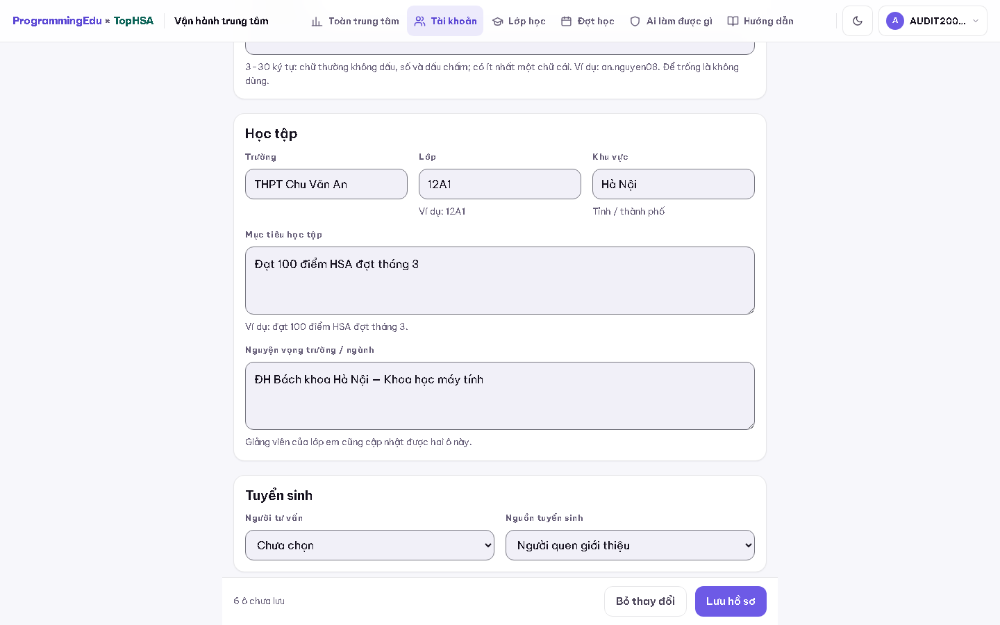 ProgrammingEdu × TopHSA
Vận hành trung tâm
Toàn trung tâm
Tài khoản
Lớp học
Đợt học
Ai làm được gì
Hướng dẫn
A
AUDIT200...
3–30 ký tự: chữ thường không dấu, số và dấu chấm; có ít nhất một chữ cái. Ví dụ: an.nguyen08. Để trống là không
dùng.
Học tập
Trường
Lớp
Khu vực
THPT Chu Văn An
12A1
Hà Nội
Ví dụ: 12A1
Tỉnh / thành phố
Mục tiêu học tập
Đạt 100 điểm HSA đợt tháng 3
Ví dụ: đạt 100 điểm HSA đợt tháng 3.
Nguyện vọng trường / ngành
ĐH Bách khoa Hà Nội — Khoa học máy tính
Giảng viên của lớp em cũng cập nhật được hai ô này.
Tuyển sinh
Người tư vấn
Nguồn tuyển sinh
Chưa chọn
Người quen giới thiệu
6 ô chưa lưu
Bỏ thay đổi
Lưu hồ sơ